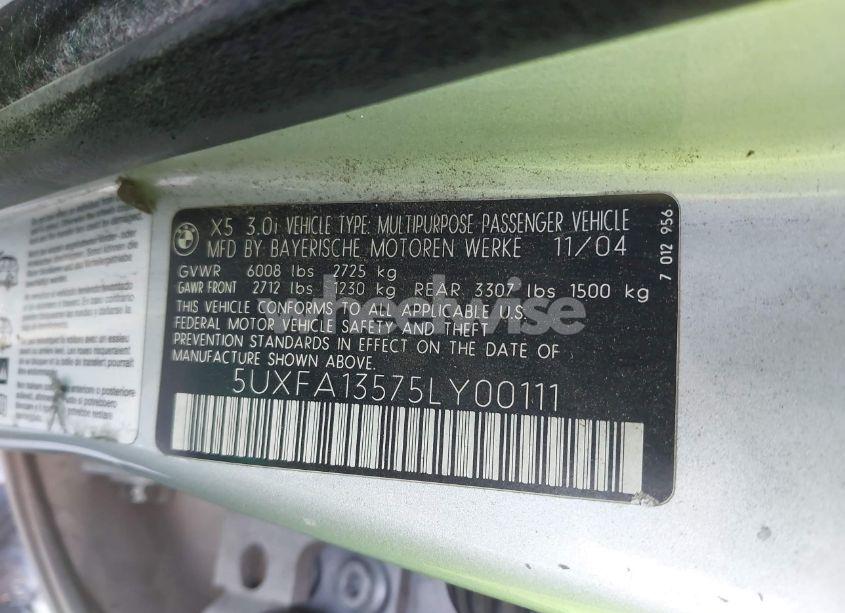 X5 3.0i VEHICLE TYPE: MULTIPURPOSE PASSENGER VEHICLE
MFD BY BAYERISCHE MOTOREN WERKE 11/04
GVWR 6008 lbs 2725 kg
GAWR FRONT 2712 lbs 1230 kg REAR 3307 lbs 1500 kg
THIS VEHICLE CONFORMS TO ALL APPLICABLE U.S.
FEDERAL MOTOR VEHICLE SAFETY AND THEFT
PREVENTION STANDARDS IN EFFECT ON THE DATE OF
MANUFACTURE SHOWN ABOVE.
5UXFA13575LY00111
7 012 956
wheelwise